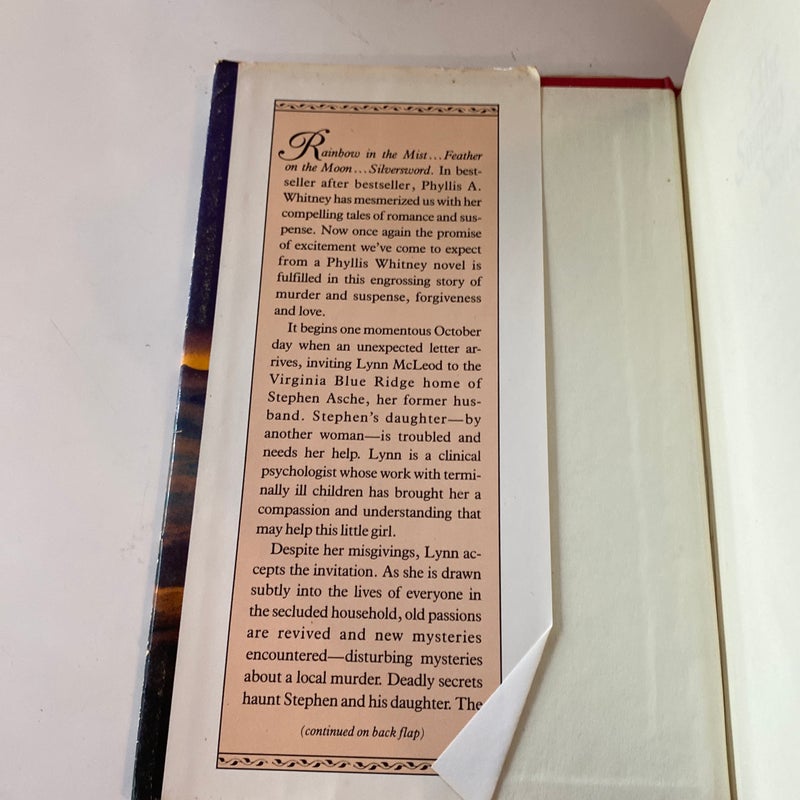 Rainbow in the Mist...Feather
on the Moon...Silversword. In best-
seller after bestseller, Phyllis A.
Whitney has mesmerized us with her
compelling tales of romance and sus-
pense. Now once again the promise
of excitement we've come to expect
from a Phyllis Whitney novel is
fulfilled in this engrossing story of
murder and suspense, forgiveness
and love.
It begins one momentous October
day when an unexpected letter ar-
rives, inviting Lynn McLeod to the
Virginia Blue Ridge home of
Stephen Asche, her former hus-
band. Stephen's daughter—by
another woman—is troubled and
needs her help. Lynn is a clinical
psychologist whose work with termi-
nally ill children has brought her a
compassion and understanding that
may help this little girl.
Despite her misgivings, Lynn ac-
cepts the invitation. As she is drawn
subtly into the lives of everyone in
the secluded household, old passions
are revived and new mysteries
encountered—disturbing mysteries
about a local murder. Deadly secrets
haunt Stephen and his daughter. The
(continued on back flap)